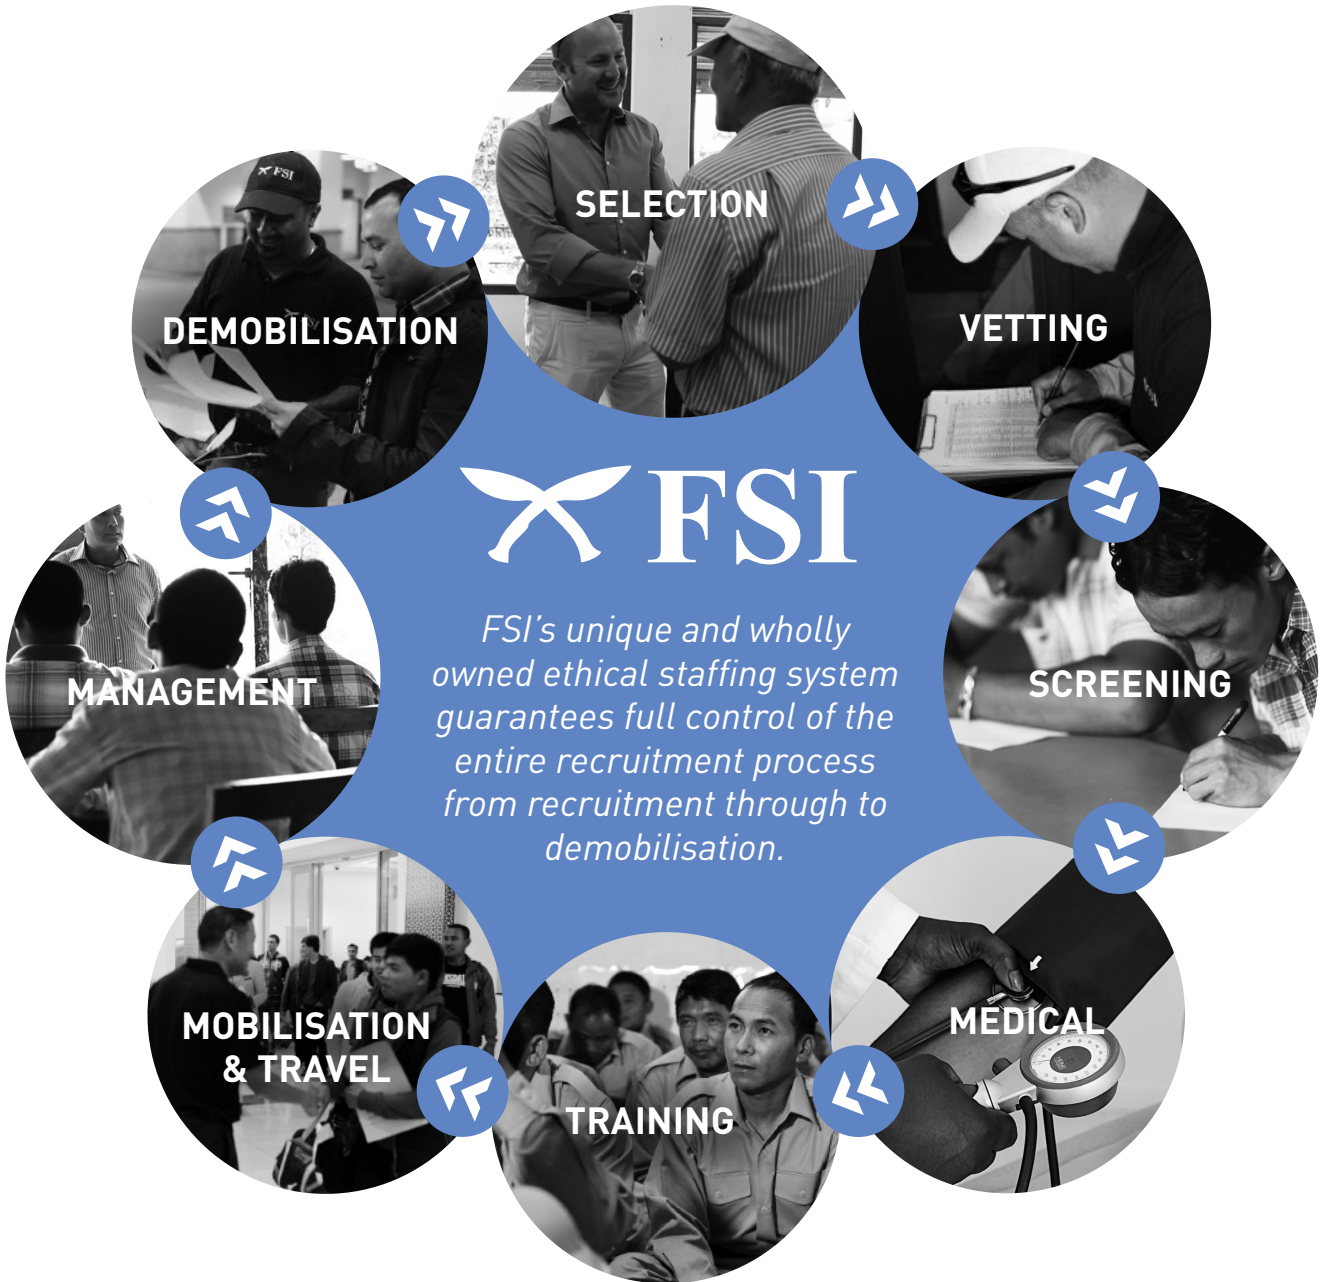 SELECTION
VETTING
SCREENING
MEDICAL
TRAINING
MOBILISATION
& TRAVEL
MANAGEMENT
DEMOBILISATION
FSI
FSI
FSI’s unique and wholly
owned ethical staffing system
guarantees full control of the
entire recruitment process
from recruitment through to
demobilisation.